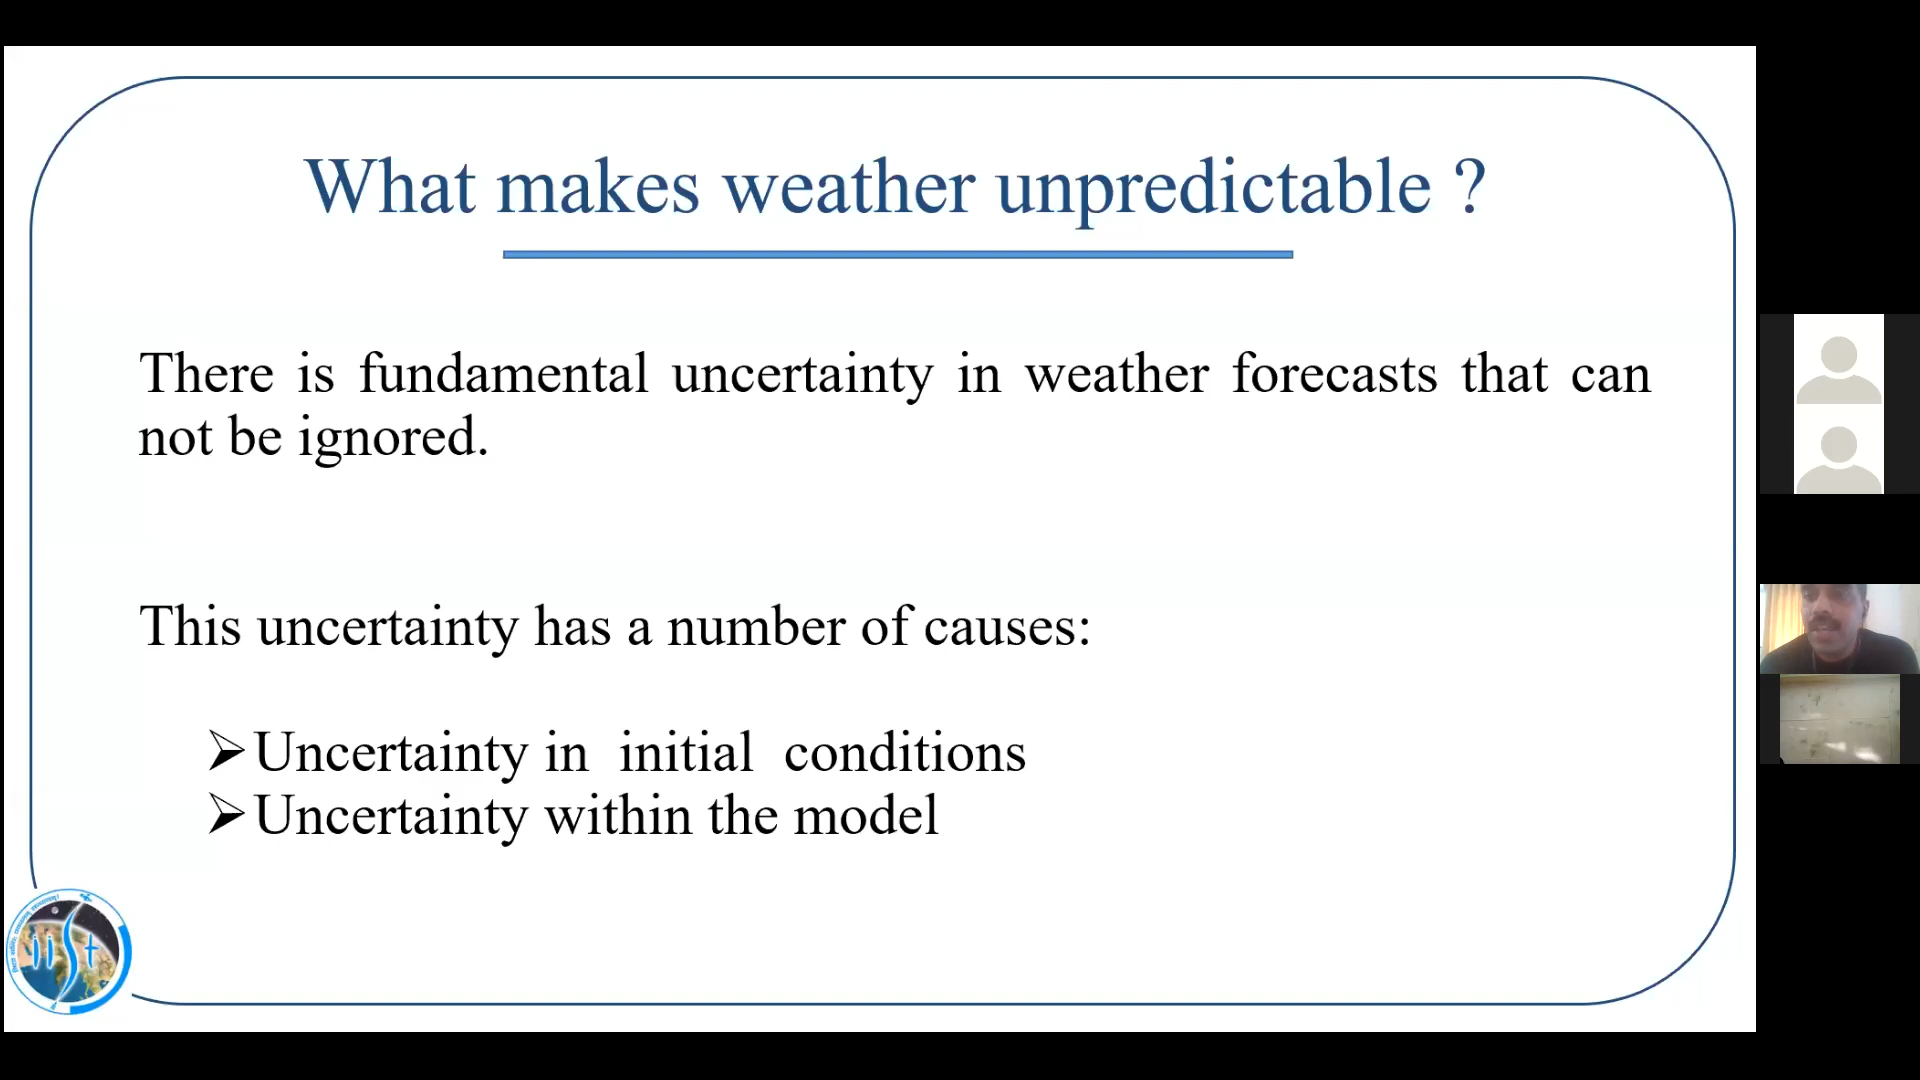 What makes weather unpredictable ?
There is fundamental uncertainty in weather forecasts that can
not be ignored.
This uncertainty has a number of causes:
➢Uncertainty in initial conditions
➢Uncertainty within the model
iist